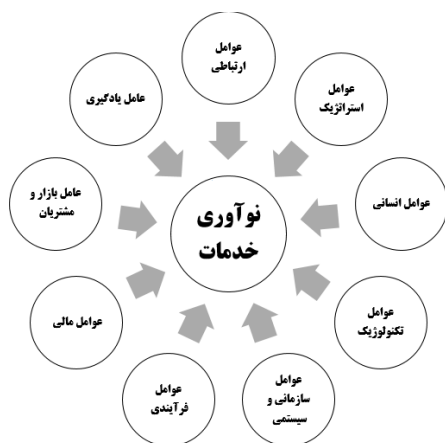 عوامل
ارتباطی
عوامل
استراتژیک
عوامل انسانی
عوامل
تکنولوژیک
عوامل
سازمانی و
سیستمی
عوامل
فرآیندی
عوامل مالی
عامل بازار و
مشتریان
عامل یادگیری
نوآوری
خدمات